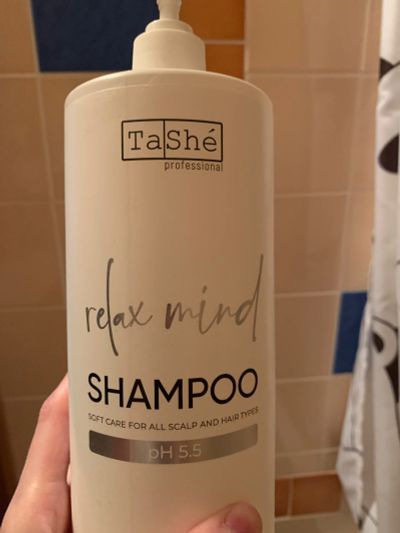 TaShé
professional
relax mind
SHAMPOO
SOFT CARE FOR ALL SCALP AND HAIR TYPES
pH 5.5